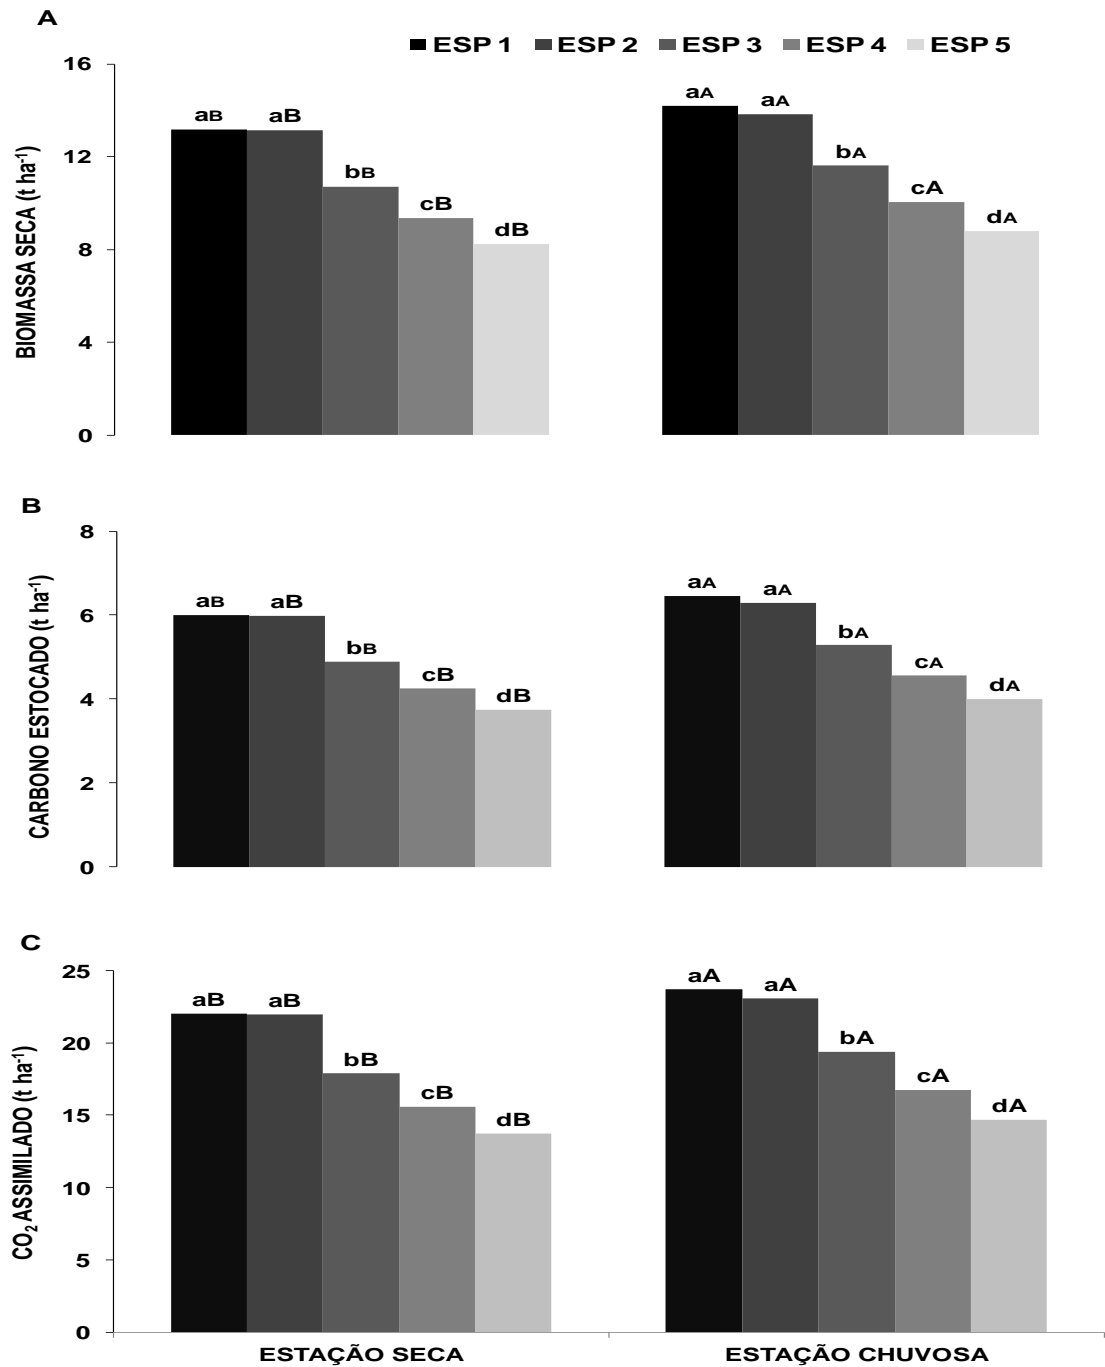 A
ESP 1 ESP 2 ESP 3 ESP 4 ESP 5
BIOMASSA SECA (t ha⁻¹)
16
12
8
4
0
aB aB bB cB dB
aA aA bA cA dA
B
CARBONO ESTOCADO (t ha⁻¹)
8
6
4
2
0
aB aB bB cB dB
aA aA bA cA dA
C
CO₂ ASSIMILADO (t ha⁻¹)
25
20
15
10
5
0
aB aB bB cB dB
aA aA bA cA dA
ESTAÇÃO SECA ESTAÇÃO CHUVOSA